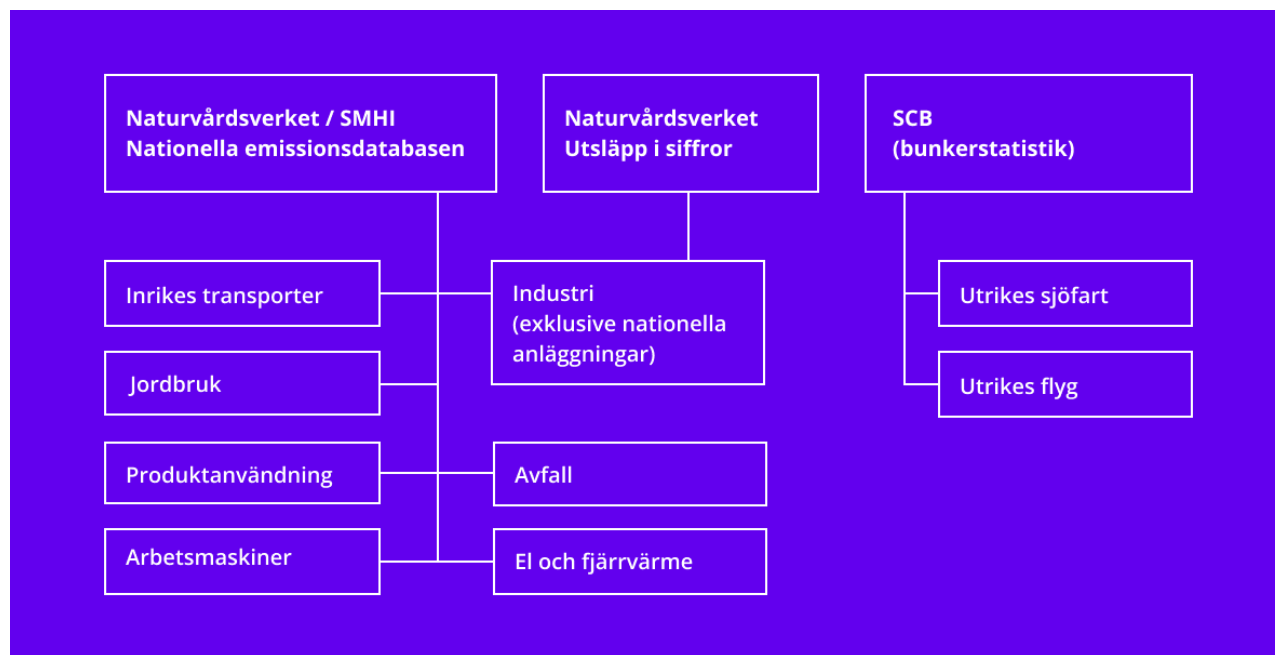 Naturvårdsverket / SMHI
Nationella emissionsdatabasen
Naturvårdsverket
Utsläpp i siffror
SCB
(bunkerstatistik)
Inrikes transporter
Industri
(exklusive nationella
anläggningar)
Utrikes sjöfart
Jordbruk
Utrikes flyg
Produktanvändning
Avfall
Arbetsmaskiner
El och fjärrvärme